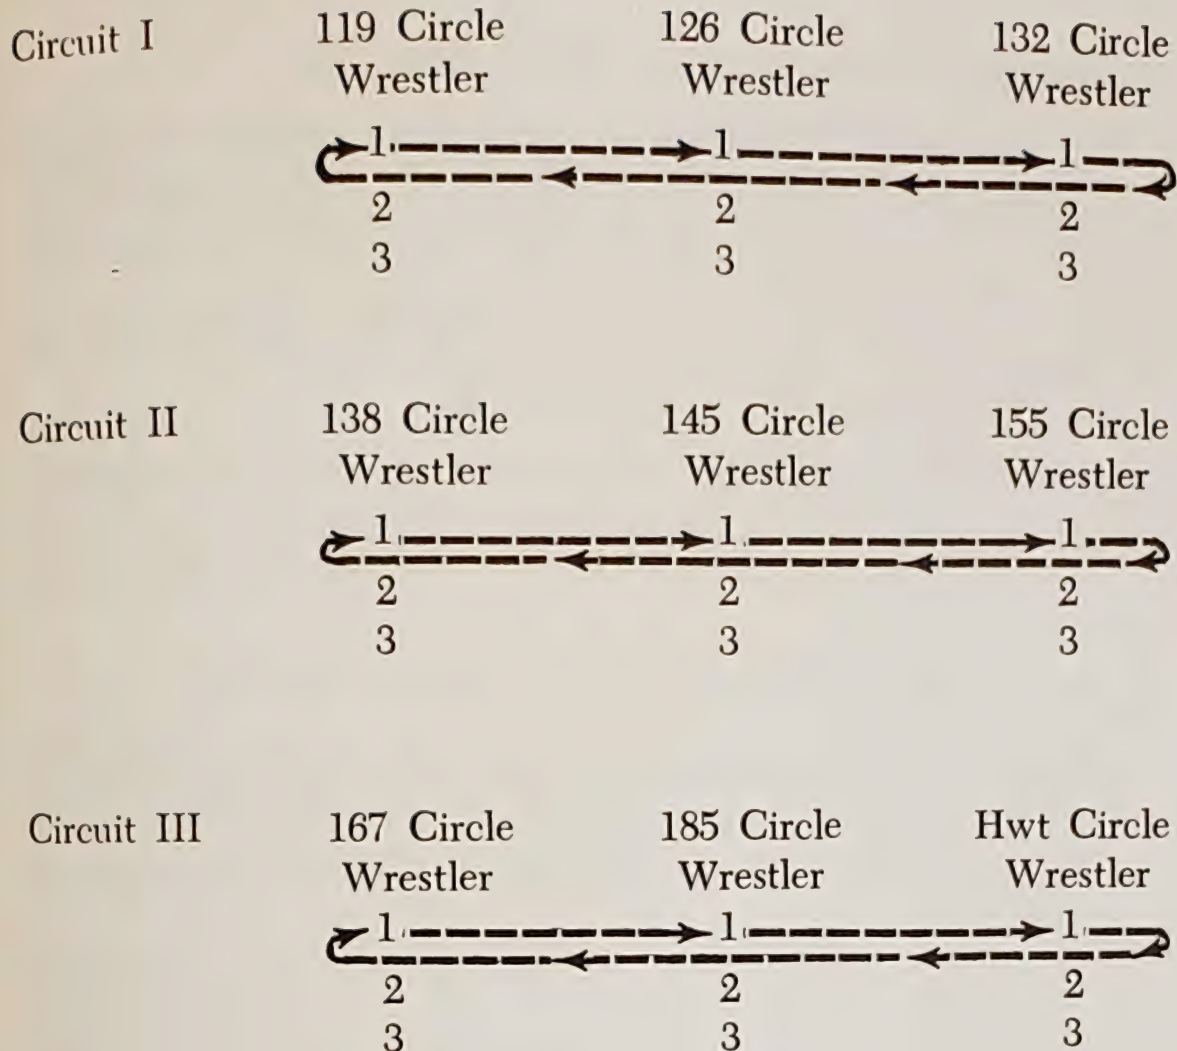 Circuit I 119 Circle 126 Circle 132 Circle
Wrestler Wrestler Wrestler
1 1 1
2 2 2
3 3 3
Circuit II 138 Circle 145 Circle 155 Circle
Wrestler Wrestler Wrestler
1 1 1
2 2 2
3 3 3
Circuit III 167 Circle 185 Circle Hwt Circle
Wrestler Wrestler Wrestler
1 1 1
2 2 2
3 3 3